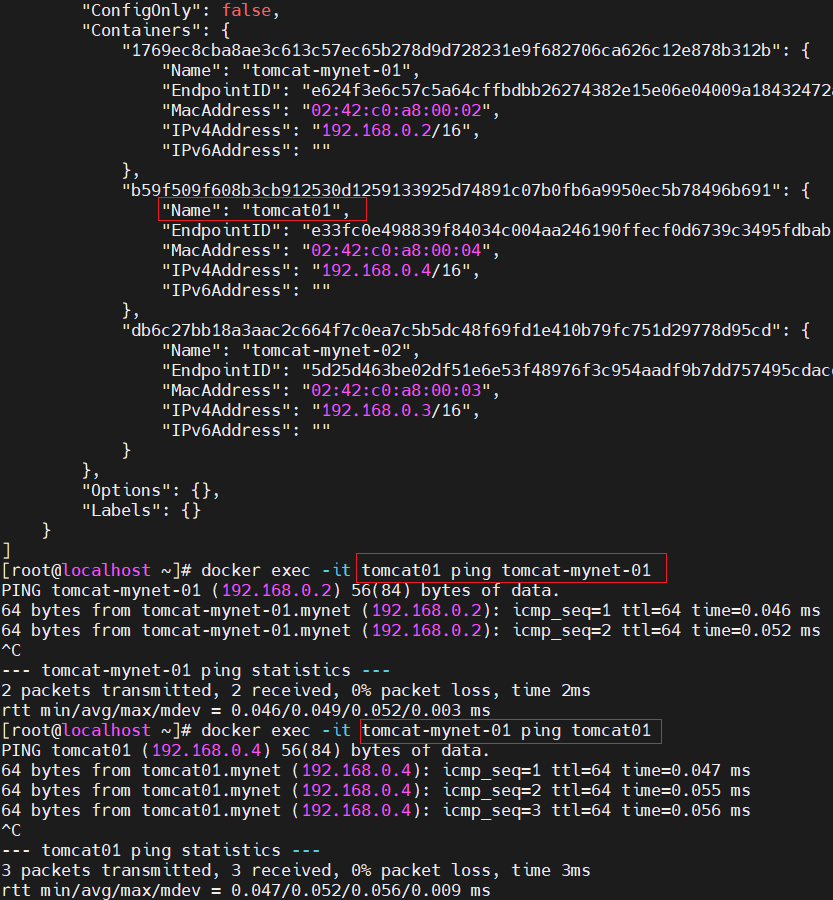 "ConfigOnly": false,
"Containers": {
"1769ec8cba8ae3c613c57ec65b278d9d728231e9f682706ca626c12e878b312b": {
"Name": "tomcat-mynet-01",
"EndpointID": "e624f3e6c57c5a64cffbdbb26274382e15e06e04009a18432472a
"MacAddress": "02:42:c0:a8:00:02",
"IPv4Address": "192.168.0.2/16",
"IPv6Address": ""
},
"b59f509f608b3cb912530d1259133925d74891c07b0fb6a9950ec5b78496b691": {
"Name": "tomcat01",
"EndpointID": "e33fc0e498839f84034c004aa246190ffecf0d6739c3495fdbab
"MacAddress": "02:42:c0:a8:00:04",
"IPv4Address": "192.168.0.4/16",
"IPv6Address": ""
},
"db6c27bb18a3aac2c664f7c0ea7c5b5dc48f69fd1e410b79fc751d29778d95cd": {
"Name": "tomcat-mynet-02",
"EndpointID": "5d25d463be02df51e6e53f48976f3c954aadf9b7dd757495cdacc
"MacAddress": "02:42:c0:a8:00:03",
"IPv4Address": "192.168.0.3/16",
"IPv6Address": ""
}
},
"Options": {},
"Labels": {}
}
]
[root@localhost ~]# docker exec -it tomcat01 ping tomcat-mynet-01
PING tomcat-mynet-01 (192.168.0.2) 56(84) bytes of data.
64 bytes from tomcat-mynet-01.mynet (192.168.0.2): icmp_seq=1 ttl=64 time=0.046 ms
64 bytes from tomcat-mynet-01.mynet (192.168.0.2): icmp_seq=2 ttl=64 time=0.052 ms
^C
--- tomcat-mynet-01 ping statistics ---
2 packets transmitted, 2 received, 0% packet loss, time 2ms
rtt min/avg/max/mdev = 0.046/0.049/0.052/0.003 ms
[root@localhost ~]# docker exec -it tomcat-mynet-01 ping tomcat01
PING tomcat01 (192.168.0.4) 56(84) bytes of data.
64 bytes from tomcat01.mynet (192.168.0.4): icmp_seq=1 ttl=64 time=0.047 ms
64 bytes from tomcat01.mynet (192.168.0.4): icmp_seq=2 ttl=64 time=0.055 ms
64 bytes from tomcat01.mynet (192.168.0.4): icmp_seq=3 ttl=64 time=0.056 ms
^C
--- tomcat01 ping statistics ---
3 packets transmitted, 3 received, 0% packet loss, time 3ms
rtt min/avg/max/mdev = 0.047/0.052/0.056/0.009 ms